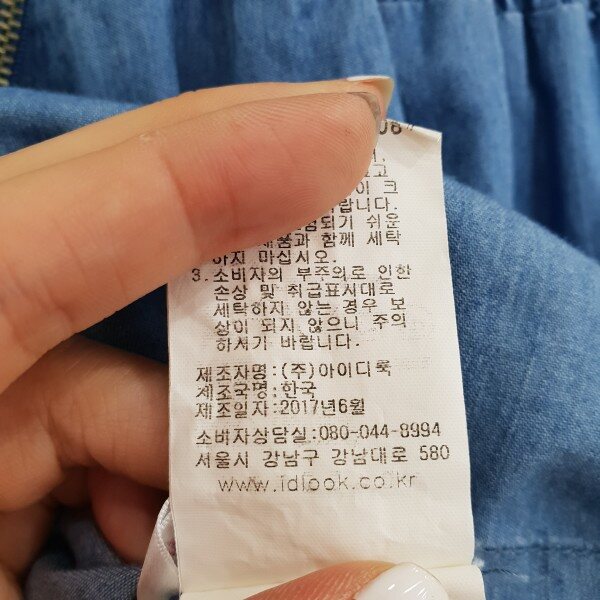 06"
고
이 크
랍니다.
되기 쉬운
제품과 함께 세탁
하지 마십시오.
3. 소비자의 부주의로 인한
손상 및 취급표시대로
세탁하지 않는 경우 보
상이 되지 않으니 주의
하시기 바랍니다.
제조자명:(주)아이디룩
제조국명:한국
제조일자:2017년6월
소비자상담실:080-044-8994
서울시 강남구 강남대로 580
www.idlook.co.kr